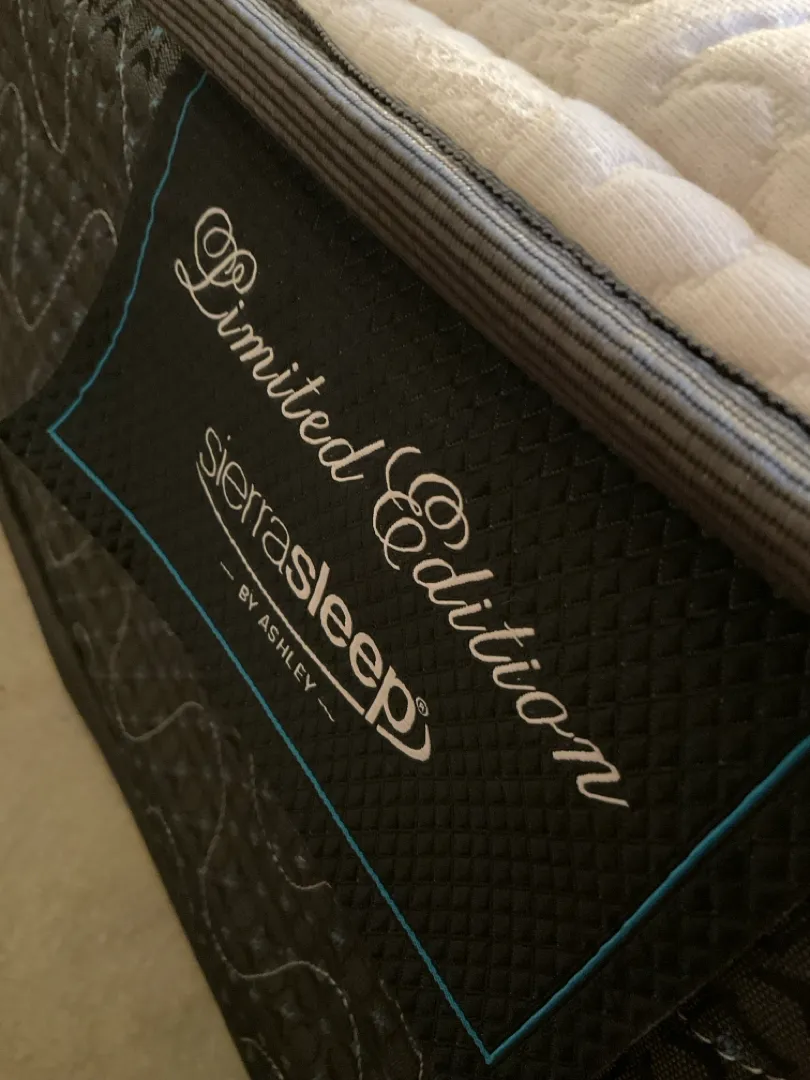 Limited Edition
sierrasleep®
— BY ASHLEY —